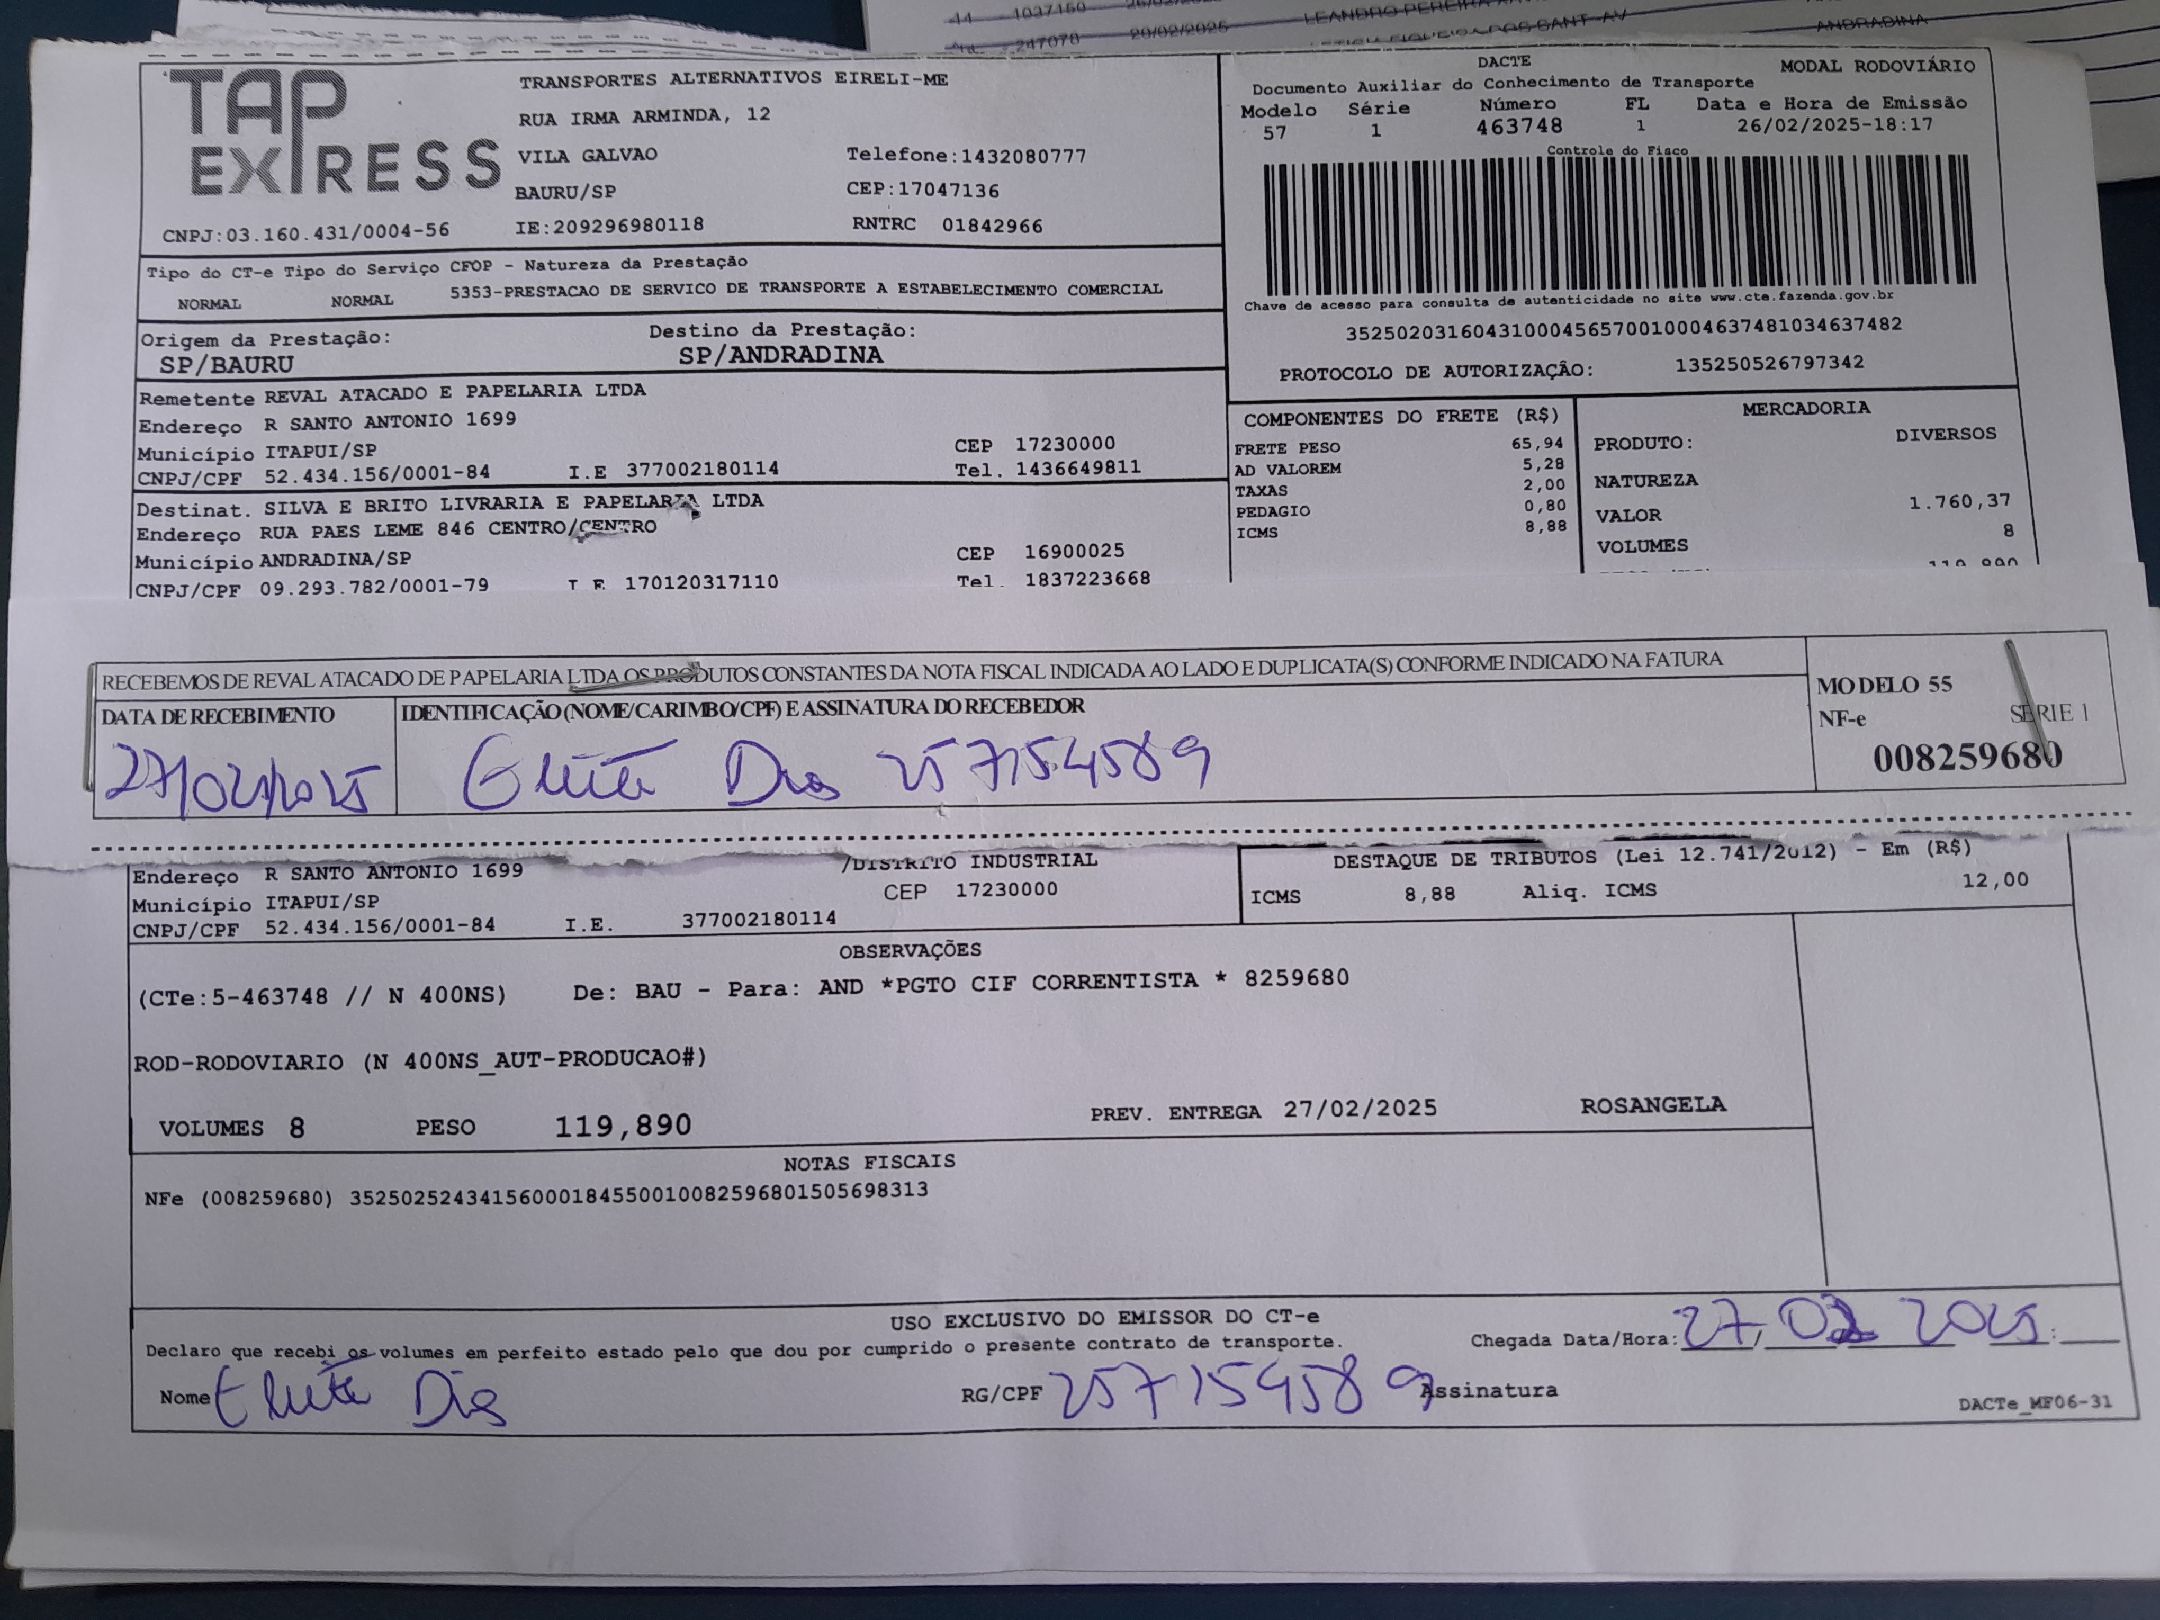 14 1037160
LEANDRO PEREIRA
247078 20/02/2025
ANDRADINA
TAP EXPRESS
TRANSPORTES ALTERNATIVOS EIRELI-ME
RUA IRMA ARMINDA, 12
VILA GALVAO Telefone:1432080777
BAURU/SP CEP:17047136
CNPJ:03.160.431/0004-56 IE:209296980118 RNTRC 01842966
DACTE MODAL RODOVIÁRIO
Documento Auxiliar do Conhecimento de Transporte
Modelo Série Número FL Data e Hora de Emissão
57 1 463748 1 26/02/2025-18:17
Controle do Fisco
Chave de acesso para consulta de autenticidade no site www.cte.fazenda.gov.br
35250203160431000456570010004637481034637482
PROTOCOLO DE AUTORIZAÇÃO: 135250526797342
Tipo do CT-e Tipo do Serviço CFOP - Natureza da Prestação
NORMAL NORMAL 5353-PRESTACAO DE SERVICO DE TRANSPORTE A ESTABELECIMENTO COMERCIAL
Origem da Prestação: Destino da Prestação:
SP/BAURU SP/ANDRADINA
Remetente REVAL ATACADO E PAPELARIA LTDA
Endereço R SANTO ANTONIO 1699
Município ITAPUI/SP CEP 17230000
CNPJ/CPF 52.434.156/0001-84 I.E 377002180114 Tel. 1436649811
Destinat. SILVA E BRITO LIVRARIA E PAPELARIA LTDA
Endereço RUA PAES LEME 846 CENTRO/CENTRO
Município ANDRADINA/SP CEP 16900025
CNPJ/CPF 09.293.782/0001-79 I E 170120317110 Tel. 1837223668
COMPONENTES DO FRETE (R$)
FRETE PESO 65,94
AD VALOREM 5,28
TAXAS 2,00
PEDAGIO 0,80
ICMS 8,88
MERCADORIA
PRODUTO: DIVERSOS
NATUREZA
VALOR 1.760,37
VOLUMES 8
119,890
RECEBEMOS DE REVAL ATACADO DE PAPELARIA LTDA OS PRODUTOS CONSTANTES DA NOTA FISCAL INDICADA AO LADO E DUPLICATA(S) CONFORME INDICADO NA FATURA
DATA DE RECEBIMENTO IDENTIFICAÇÃO (NOME/CARIMBO/CPF) E ASSINATURA DO RECEBEDOR
27/02/2025 Dias 257154589
MODELO 55
NF-e SERIE 1
008259680
/DISTRITO INDUSTRIAL
Endereço R SANTO ANTONIO 1699
Município ITAPUI/SP CEP 17230000
CNPJ/CPF 52.434.156/0001-84 I.E. 377002180114
DESTAQUE DE TRIBUTOS (Lei 12.741/2012) - Em (R$)
ICMS 8,88 Aliq. ICMS 12,00
OBSERVAÇÕES
(CTe:5-463748 // N 400NS) De: BAU - Para: AND *PGTO CIF CORRENTISTA * 8259680
ROD-RODOVIARIO (N 400NS_AUT-PRODUCAO#)
VOLUMES 8 PESO 119,890 PREV. ENTREGA 27/02/2025 ROSANGELA
NOTAS FISCAIS
NFe (008259680) 35250252434156000184550010082596801505698313
USO EXCLUSIVO DO EMISSOR DO CT-e
Declaro que recebi os volumes em perfeito estado pelo que dou por cumprido o presente contrato de transporte. Chegada Data/Hora: 27/02 2025 :
Nome Dias RG/CPF 257154589 Assinatura
DACTe_MF06-31